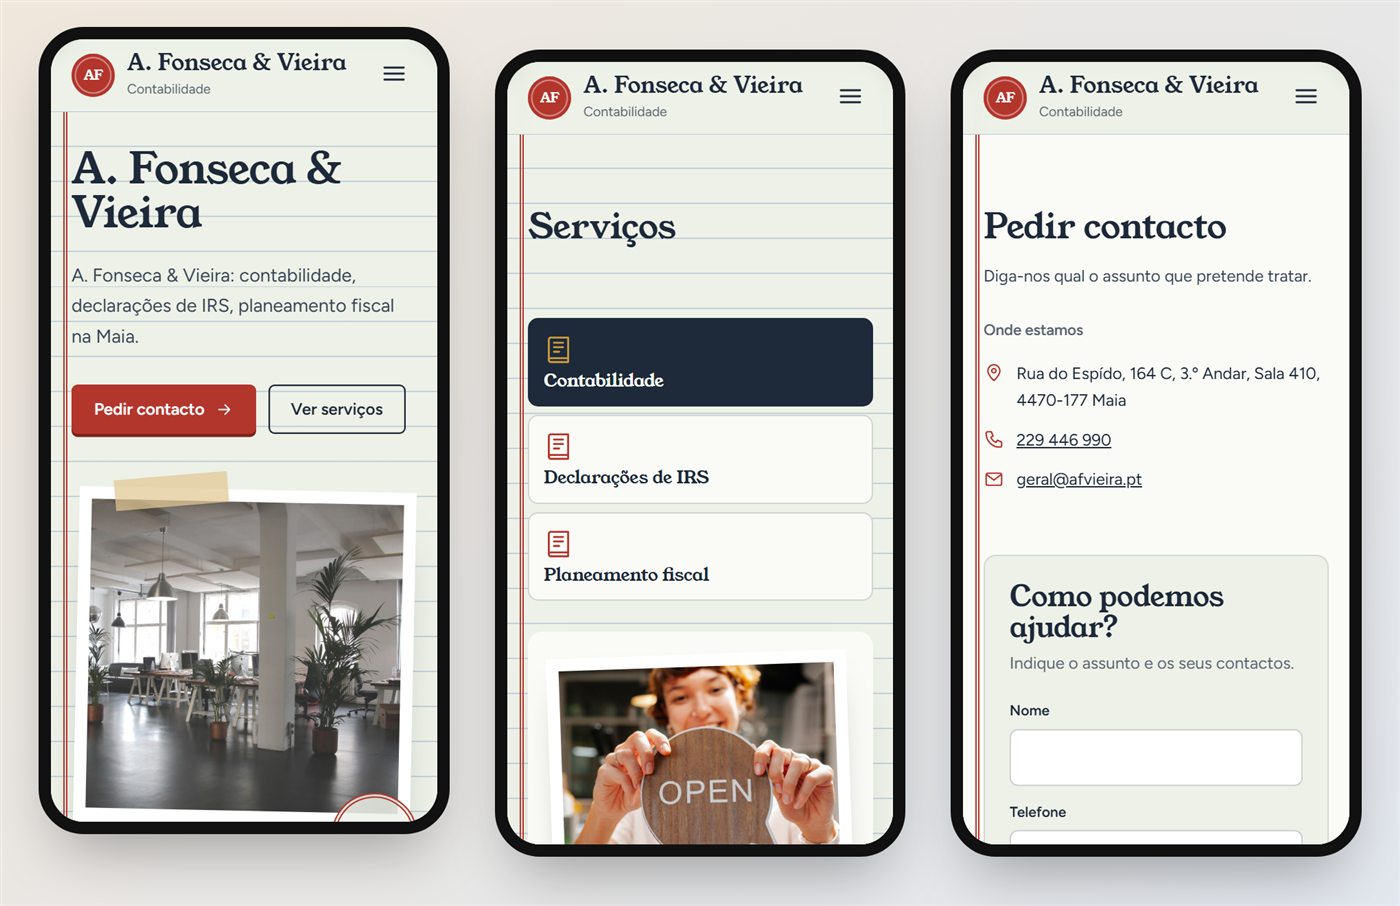 AF
A. Fonseca & Vieira
Contabilidade
A. Fonseca &
Vieira
A. Fonseca & Vieira: contabilidade,
declarações de IRS, planeamento fiscal
na Maia.
Pedir contacto →
Ver serviços
AF
A. Fonseca & Vieira
Contabilidade
Serviços
Contabilidade
Declarações de IRS
Planeamento fiscal
OPEN
AF
A. Fonseca & Vieira
Contabilidade
Pedir contacto
Diga-nos qual o assunto que pretende tratar.
Onde estamos
Rua do Espído, 164 C, 3.º Andar, Sala 410,
4470-177 Maia
229 446 990
geral@afvieira.pt
Como podemos
ajudar?
Indique o assunto e os seus contactos.
Nome
Telefone